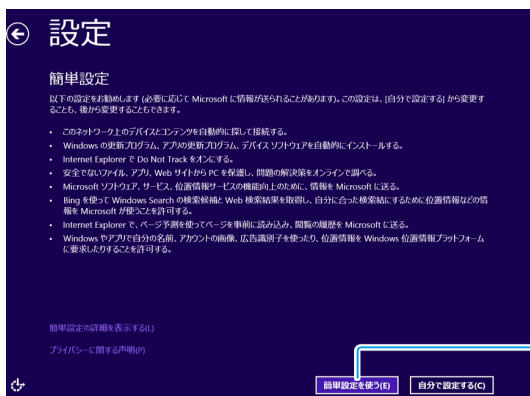 設定
簡単設定
以下の設定をお勧めします (必要に応じて Microsoft に情報が送られることがあります)。この設定は、[自分で設定する] から変更す
ることも、後から変更することもできます。
• このネットワーク上のデバイスとコンテンツを自動的に探して接続する。
• Windows の更新プログラム、アプリの更新プログラム、デバイス ソフトウェアを自動的にインストールする。
• Internet Explorer で Do Not Track をオンにする。
• 安全でないファイル、アプリ、Web サイトから PC を保護し、問題の解決策をオンラインで調べる。
• Microsoft ソフトウェア、サービス、位置情報サービスの機能向上のために、情報を Microsoft に送る。
• Bing を使って Windows Search の検索候補と Web 検索結果を取得し、自分に合った検索結にするために位置情報などの情
報を Microsoft が使うことを許可する。
• Internet Explorer で、ページ予測を使ってページを事前に読み込み、閲覧の履歴を Microsoft に送る。
• Windows やアプリで自分の名前、アカウントの画像、広告識別子を使ったり、位置情報を Windows 位置情報プラットフォーム
に要求したりすることを許可する。
簡単設定の詳細を表示する(L)
プライバシーに関する声明(P)
簡単設定を使う(E) 自分で設定する(C)